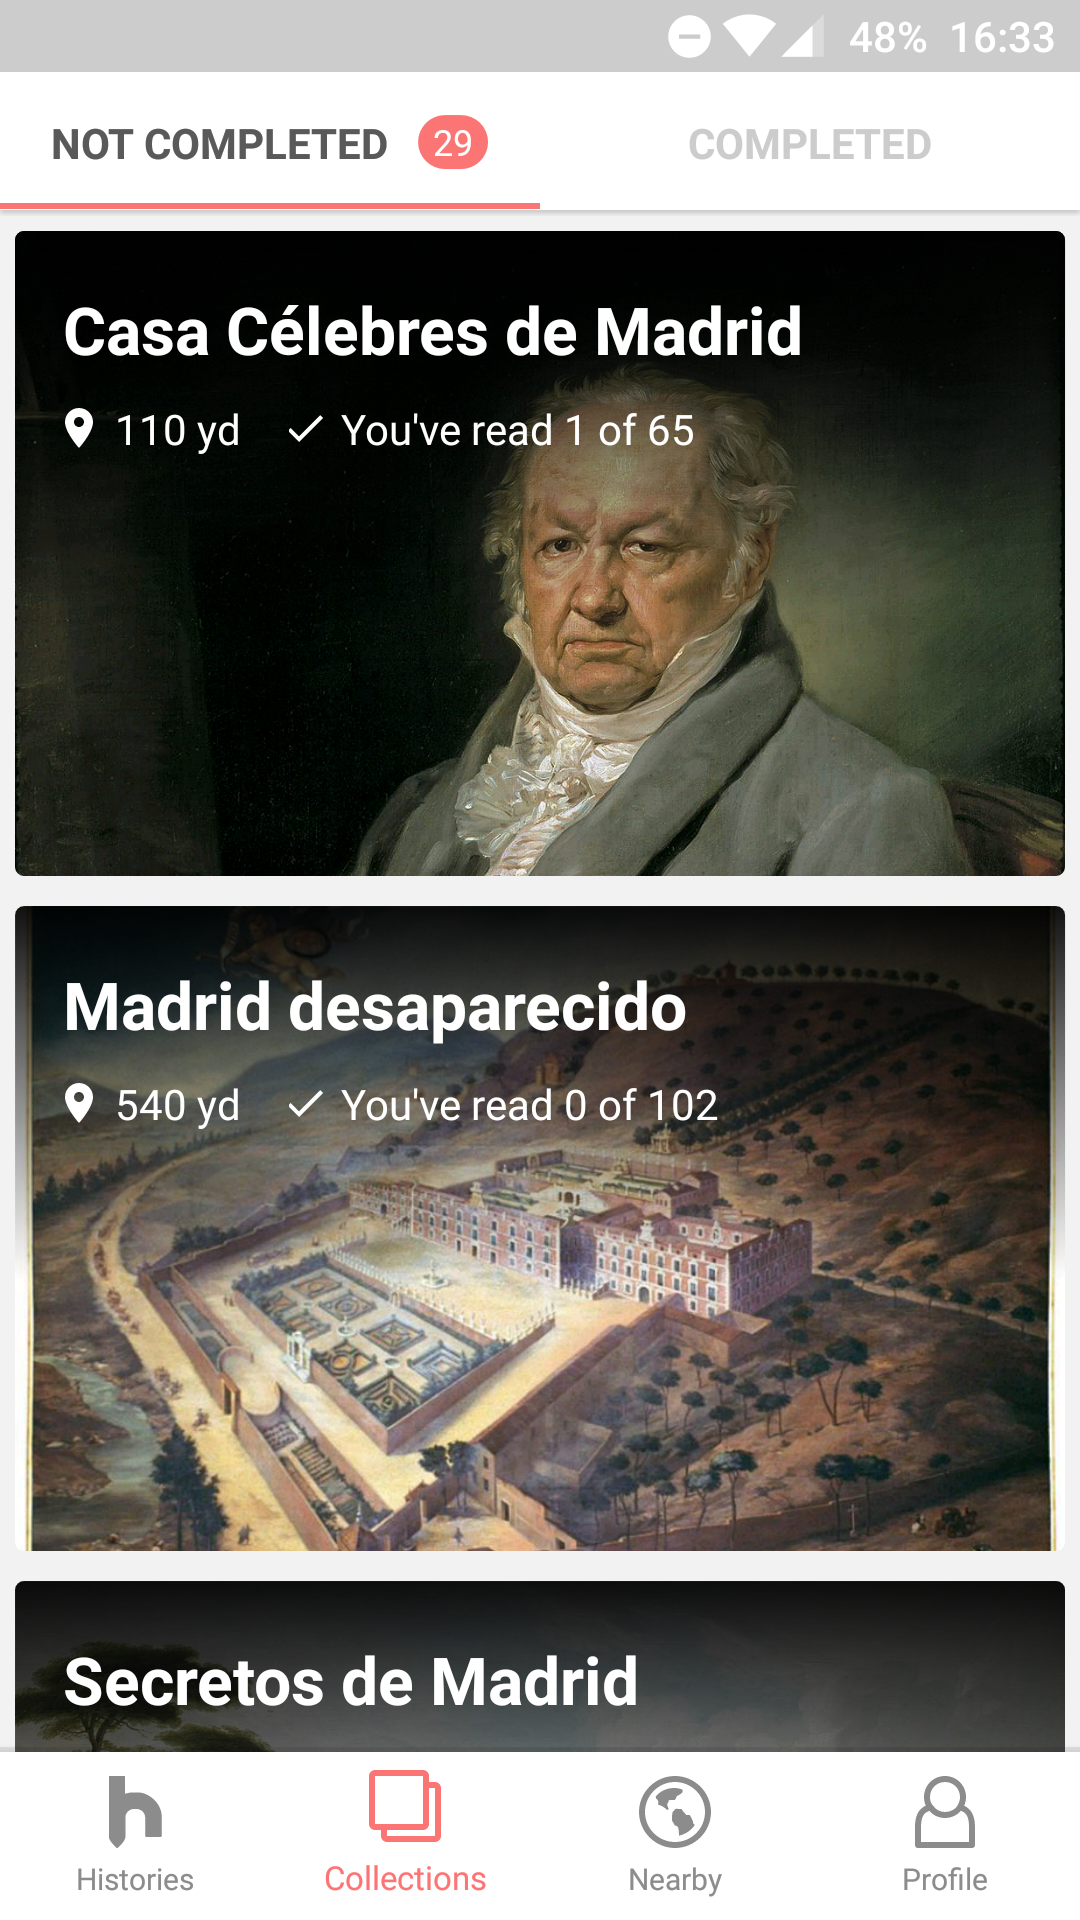 48% 16:33
NOT COMPLETED 29 COMPLETED
Casa Célebres de Madrid
110 yd You've read 1 of 65
Madrid desaparecido
540 yd You've read 0 of 102
Secretos de Madrid
Histories Collections Nearby Profile